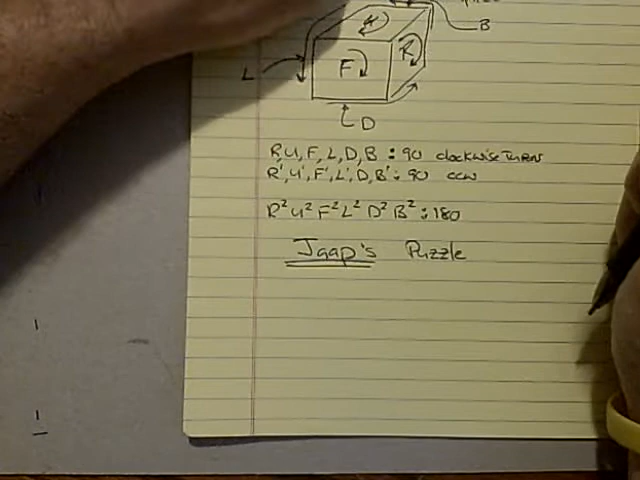 B
U
R
F
L
D
R,U,F,L,D,B : 90 clockwise turns
R',U',F',L',D,B' : 90 ccw
R² U² F² L² D² B² : 180
Jaap's Puzzle